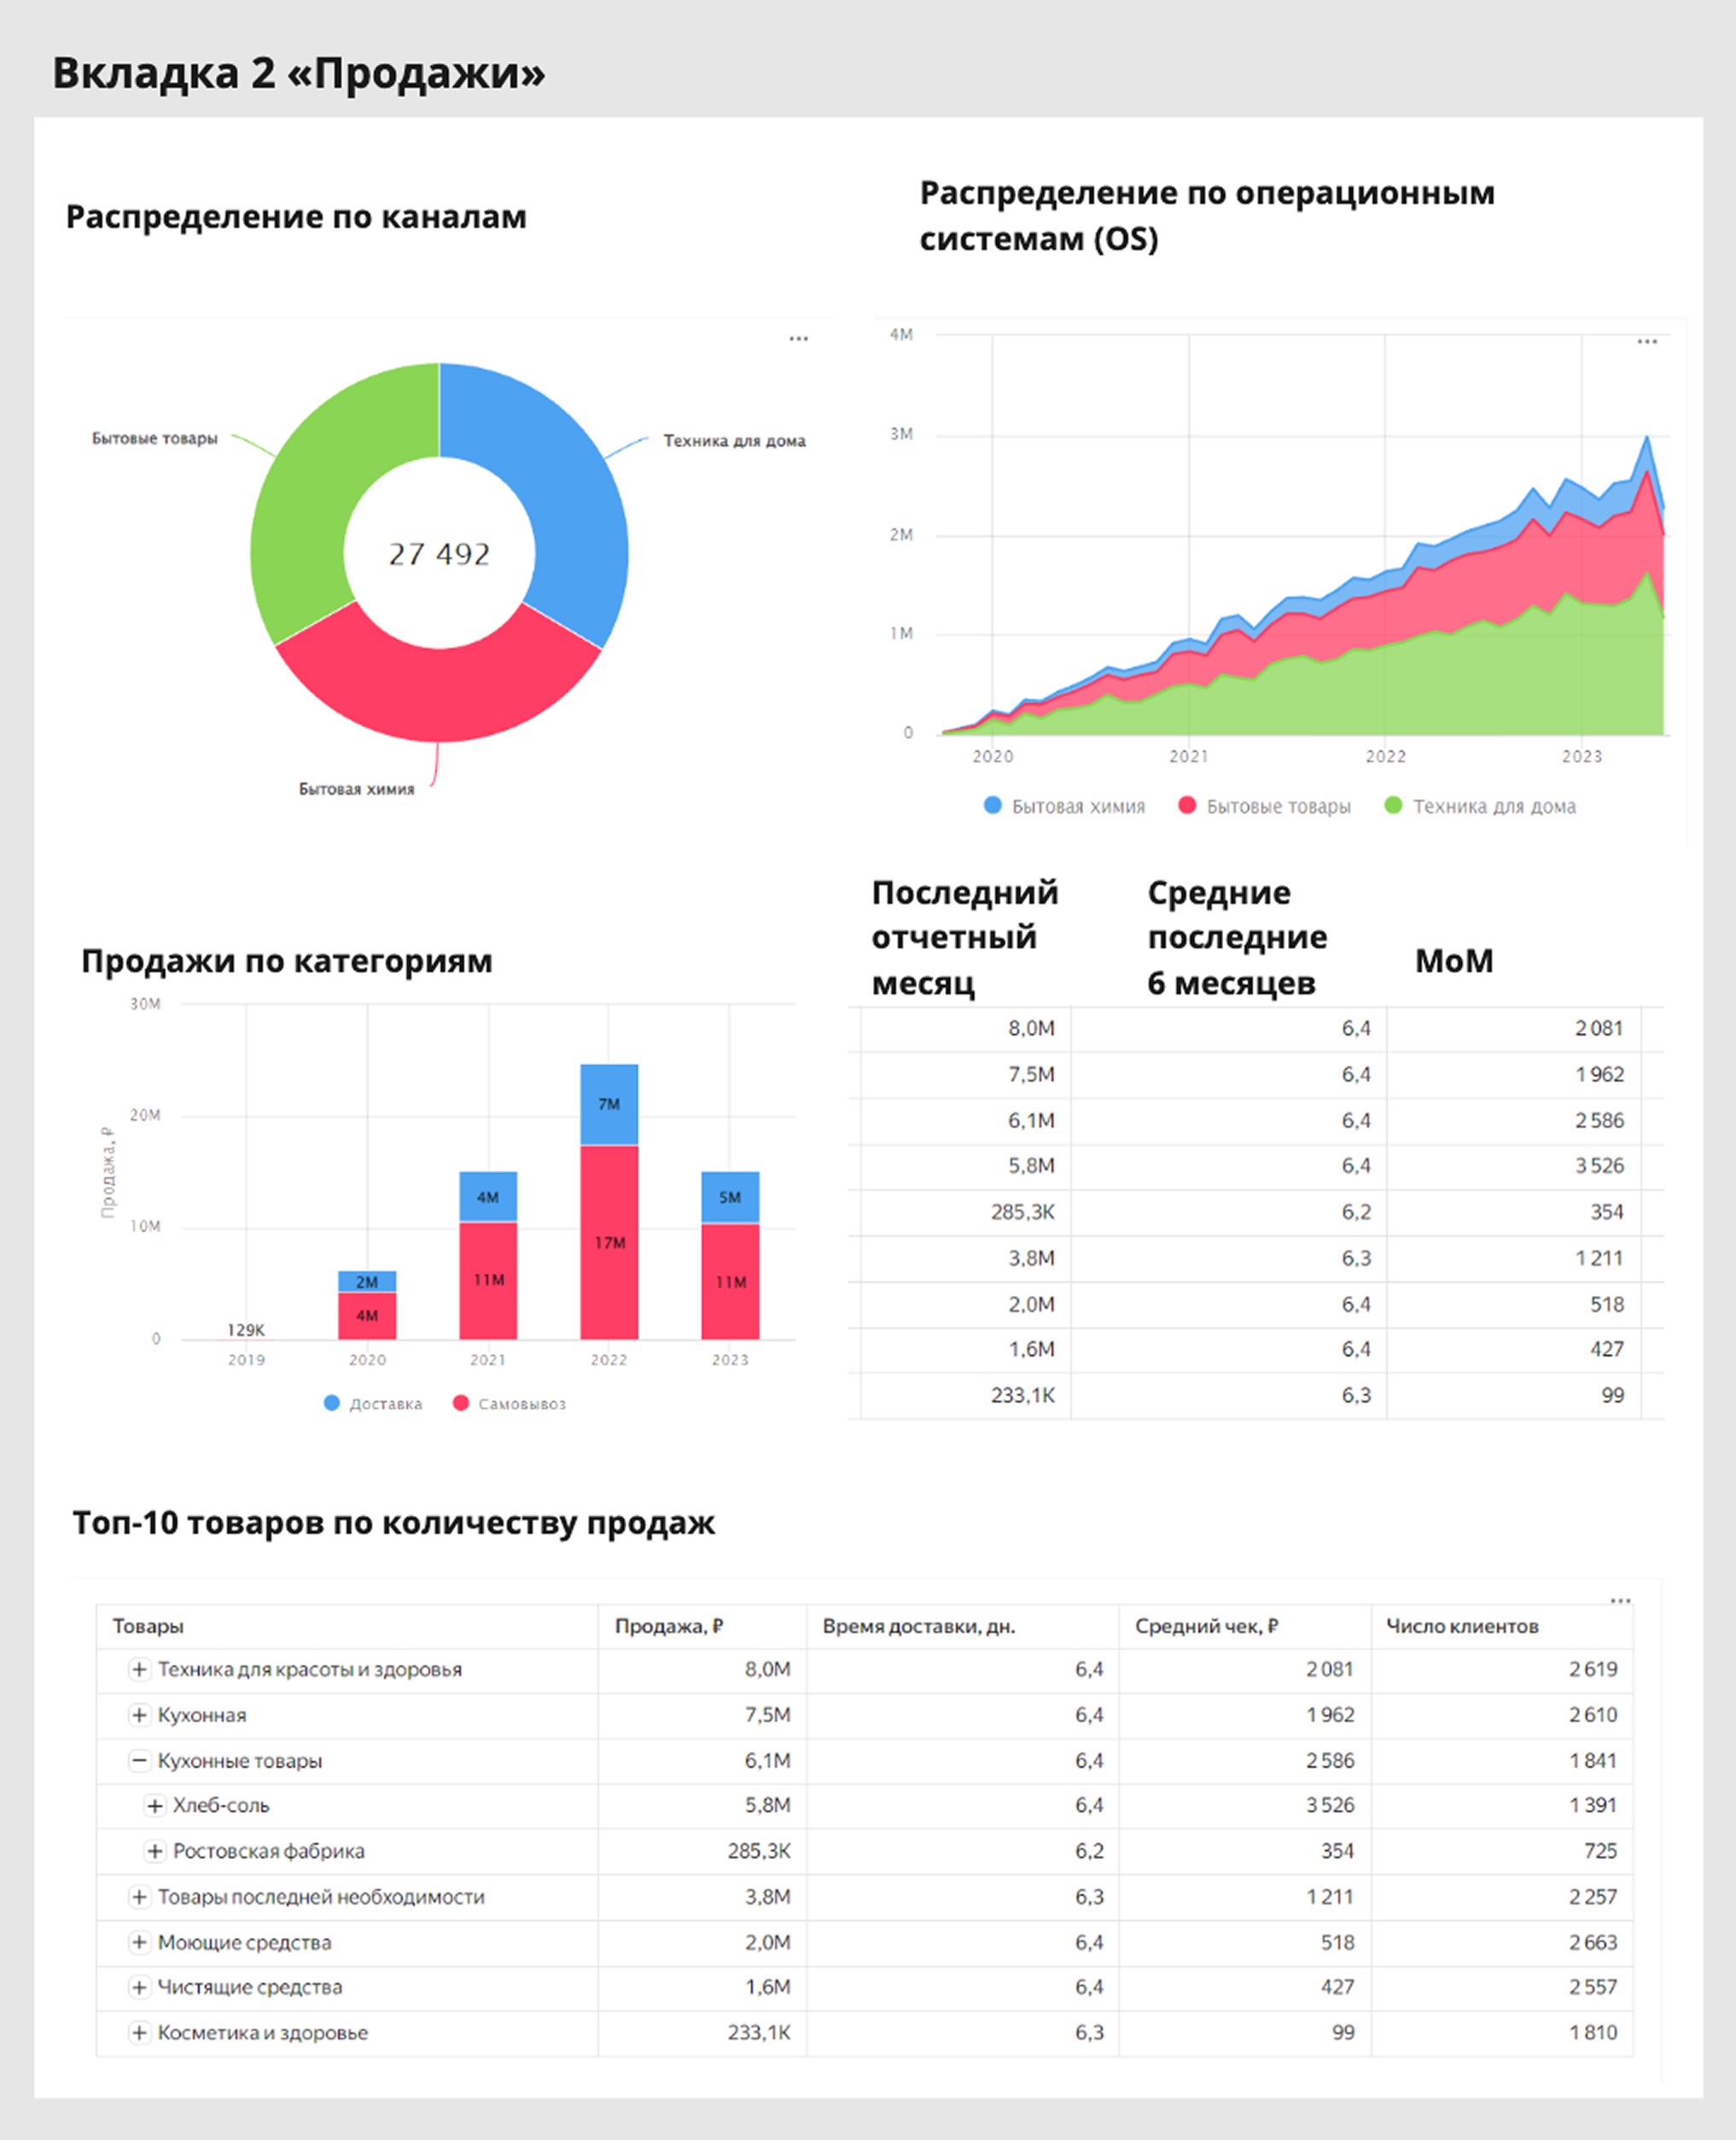 Вкладка 2 «Продажи»
Распределение по каналам
Бытовые товары
Техника для дома
27 492
Бытовая химия
Распределение по операционным
системам (OS)
4M
3M
2M
1M
0
2020 2021 2022 2023
Бытовая химия Бытовые товары Техника для дома
Продажи по категориям
Продажа, ₽
30M
20M
10M
0
129K
2M
4M
4M
11M
7M
17M
5M
11M
2019 2020 2021 2022 2023
Доставка Самовывоз
Последний
отчетный
месяц
Средние
последние
6 месяцев
MoM
8,0M 6,4 2 081
7,5M 6,4 1 962
6,1M 6,4 2 586
5,8M 6,4 3 526
285,3K 6,2 354
3,8M 6,3 1 211
2,0M 6,4 518
1,6M 6,4 427
233,1K 6,3 99
Топ-10 товаров по количеству продаж
Товары Продажа, ₽ Время доставки, дн. Средний чек, ₽ Число клиентов
Техника для красоты и здоровья 8,0M 6,4 2 081 2 619
Кухонная 7,5M 6,4 1 962 2 610
Кухонные товары 6,1M 6,4 2 586 1 841
Хлеб-соль 5,8M 6,4 3 526 1 391
Ростовская фабрика 285,3K 6,2 354 725
Товары последней необходимости 3,8M 6,3 1 211 2 257
Моющие средства 2,0M 6,4 518 2 663
Чистящие средства 1,6M 6,4 427 2 557
Косметика и здоровье 233,1K 6,3 99 1 810